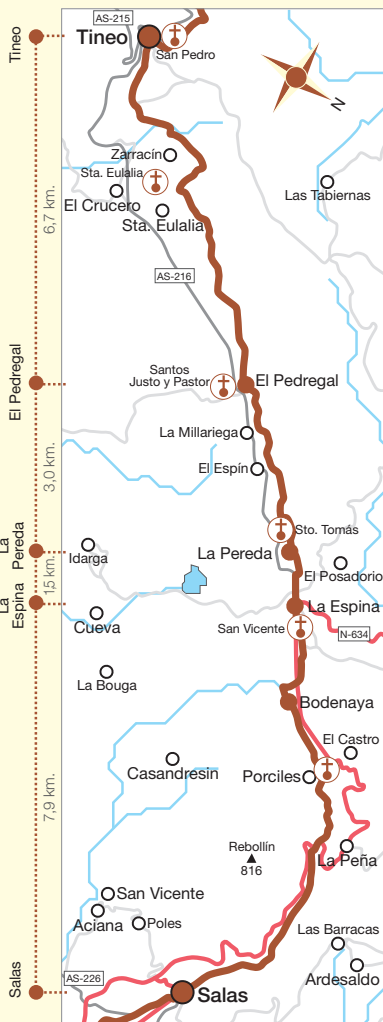 Tineo
6,7 km.
El Pedregal
3,0 km.
La
Pereda
1,5 km.
La
Espina
7,9 km.
Salas
AS-215
Tineo
San Pedro
N
Zarracín
Sta. Eulalia
El Crucero
Sta. Eulalia
Las Tabiernas
AS-216
Santos
Justo y Pastor
El Pedregal
La Millariega
El Espín
Sto. Tomás
Idarga
La Pereda
El Posadorio
La Espina
Cueva
San Vicente
N-634
La Bouga
Bodenaya
El Castro
Casandresin
Porciles
Rebollín
816
La Peña
San Vicente
Aciana
Poles
Las Barracas
Ardesaldo
AS-226
Salas